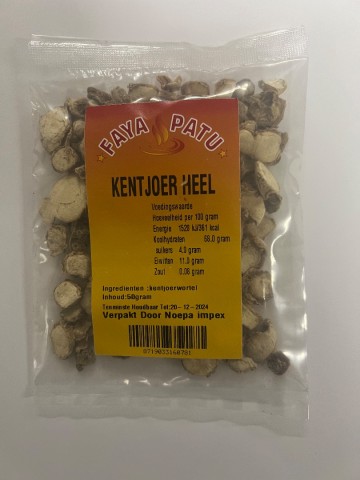 FAYA PATU
KENTJOER HEEL
Voedingswaarde
Hoeveelheid per 100 gram
Energie 1520 kJ/361 kcal
Koolhydraten 68.0 gram
suikers 4,0 gram
Eiwitten 11.0 gram
Zout 0.08 gram
Ingredienten :kentjoerwortel
Inhoud:50gram
Tenminste Houdbaar Tot:20- 12 - 2024
Verpakt Door Noepa impex